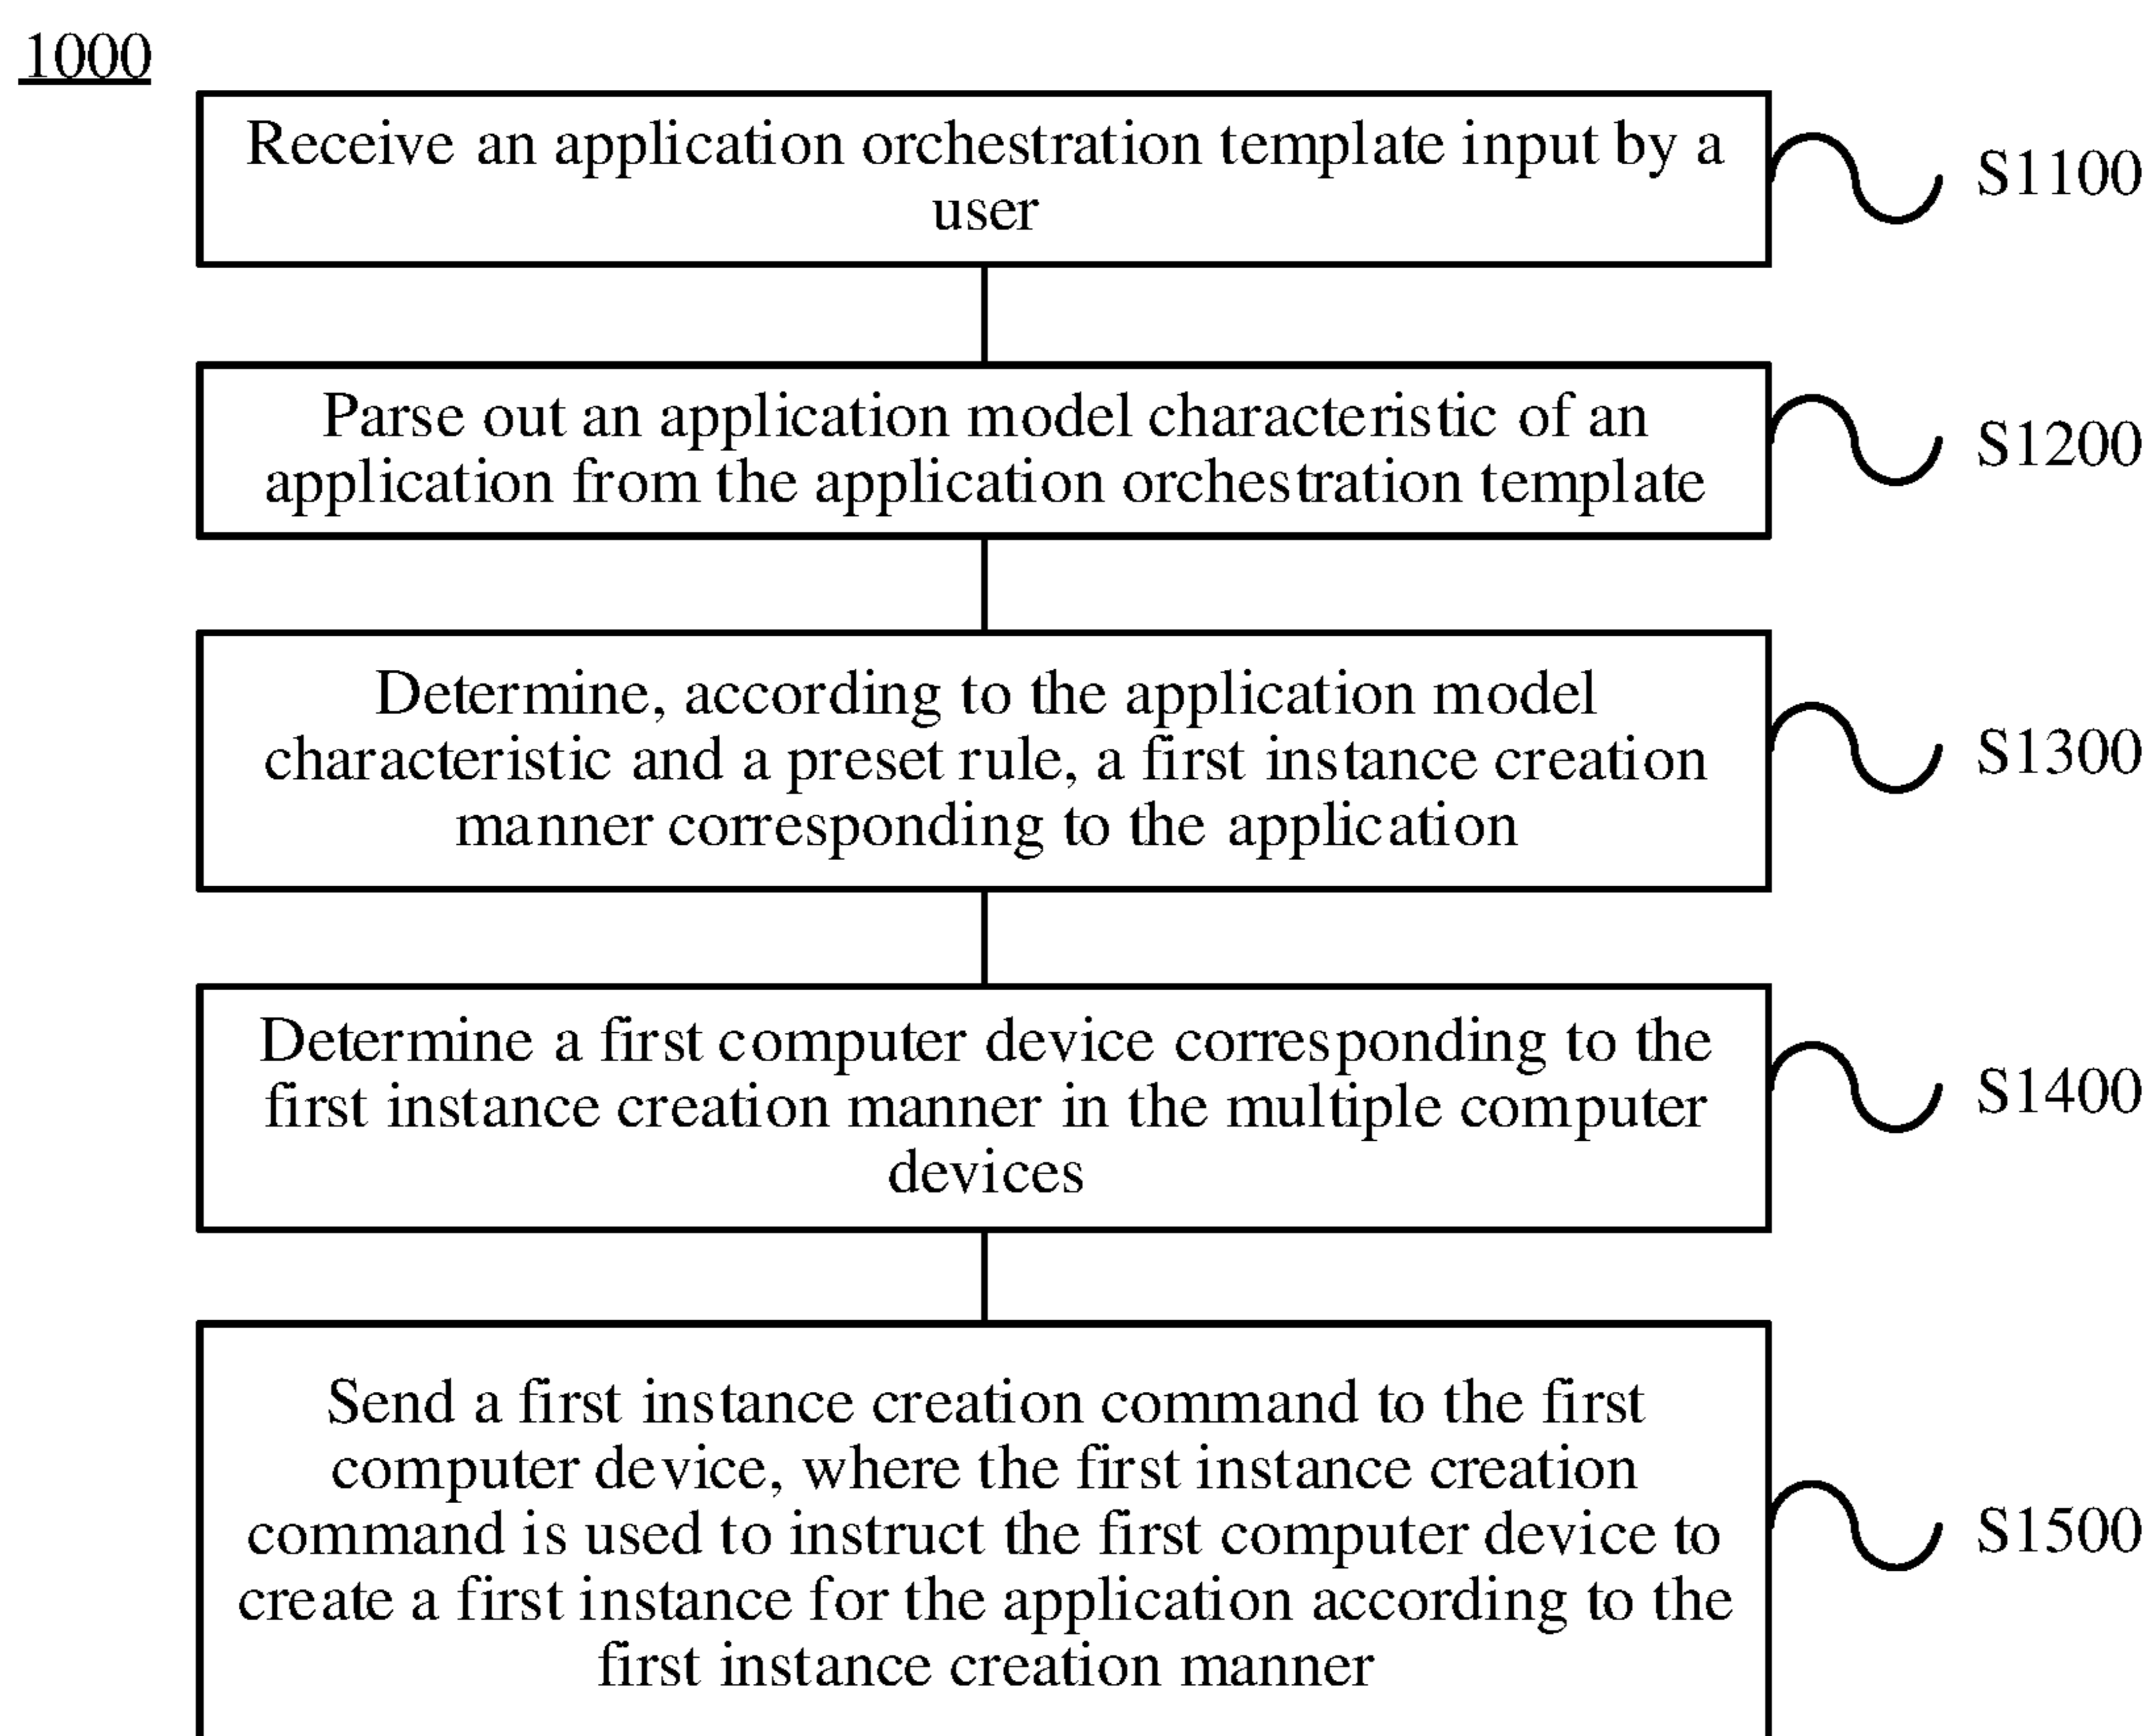 1000
Receive an application orchestration template input by a
user
S1100
Parse out an application model characteristic of an
application from the application orchestration template
S1200
Determine, according to the application model
characteristic and a preset rule, a first instance creation
manner corresponding to the application
S1300
Determine a first computer device corresponding to the
first instance creation manner in the multiple computer
devices
S1400
Send a first instance creation command to the first
computer device, where the first instance creation
command is used to instruct the first computer device to
create a first instance for the application according to the
first instance creation manner
S1500